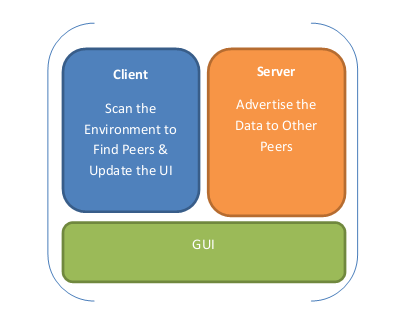 Client
Scan the
Environment to
Find Peers &
Update the UI
Server
Advertise the
Data to Other
Peers
GUI